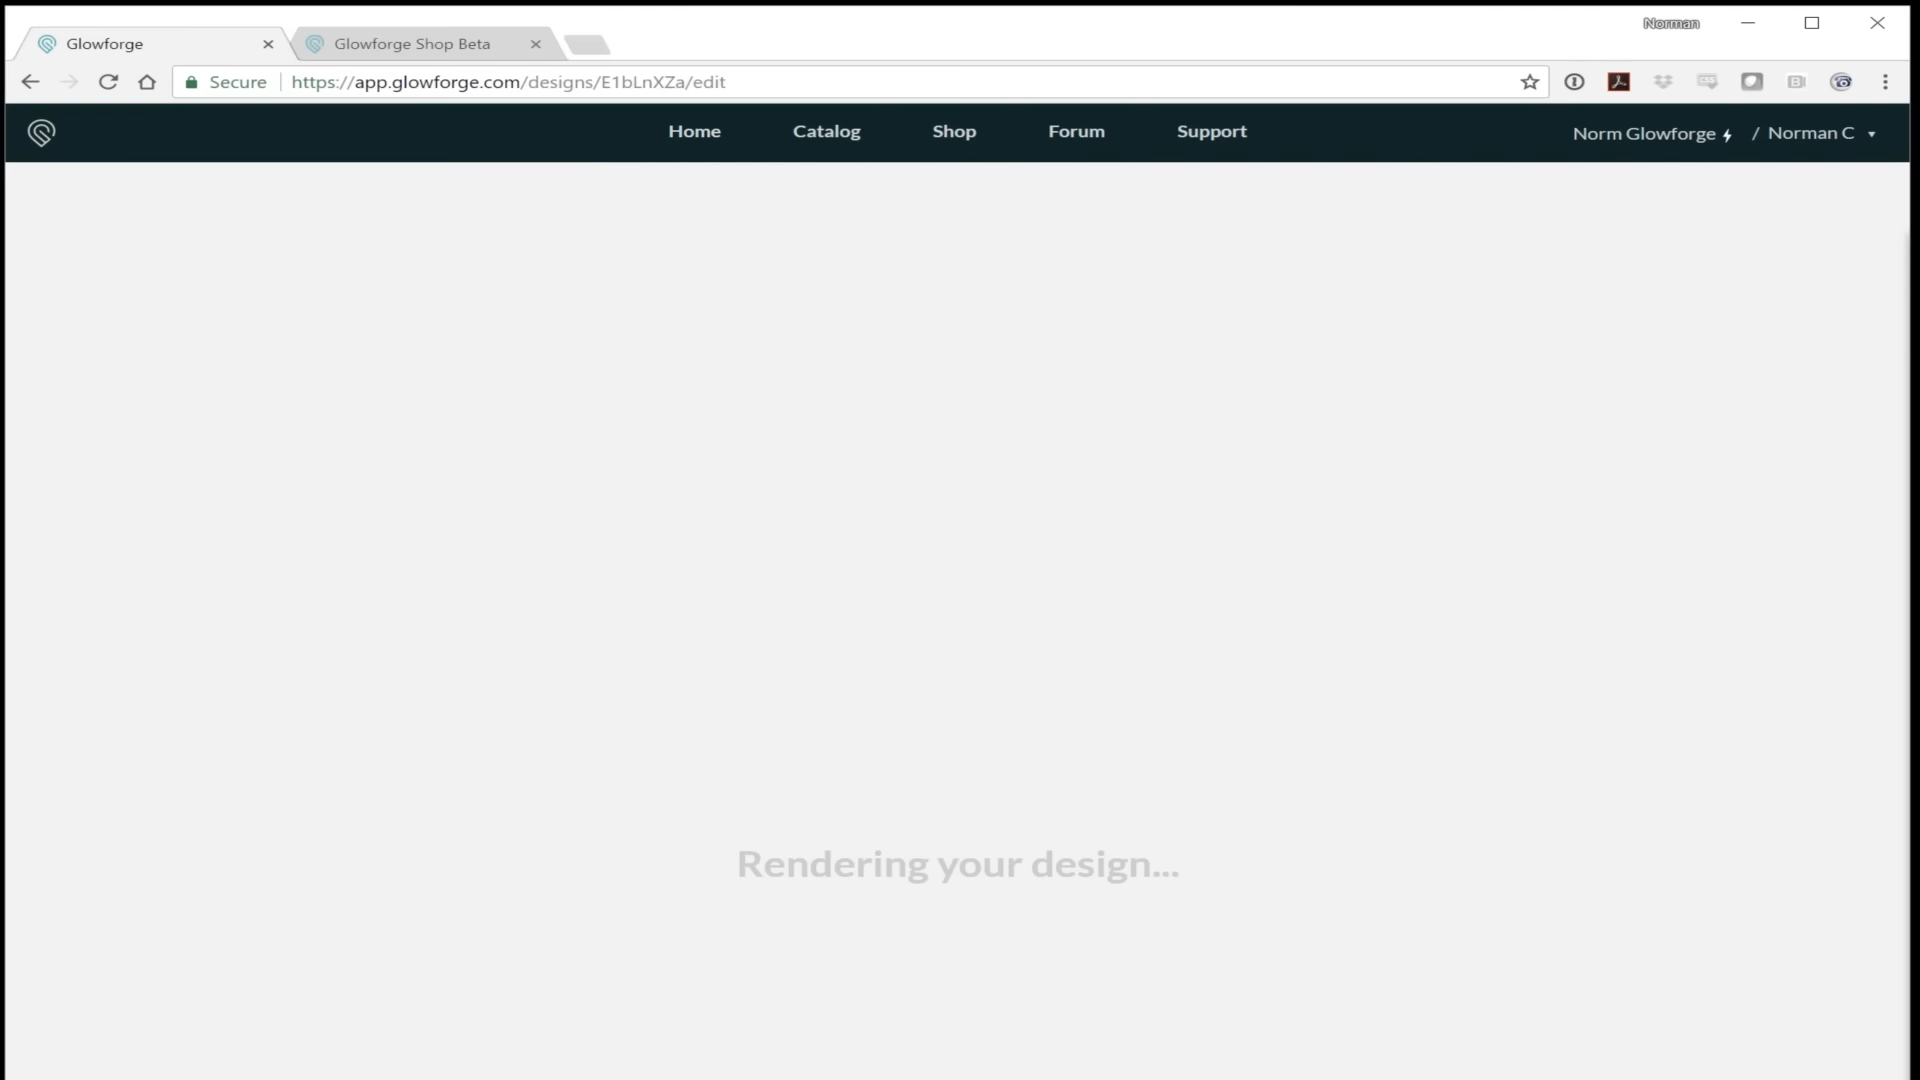 Norman
Glowforge
Glowforge Shop Beta
Secure
https://app.glowforge.com/designs/E1bLnXZa/edit
Home
Catalog
Shop
Forum
Support
Norm Glowforge
/ Norman C
Rendering your design...